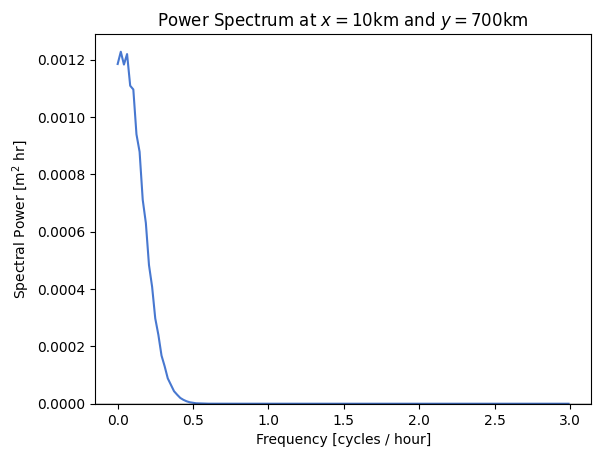 Power Spectrum at x = 10km and y = 700km
Spectral Power [m² hr]
0.0012
0.0010
0.0008
0.0006
0.0004
0.0002
0.0000
0.0 0.5 1.0 1.5 2.0 2.5 3.0
Frequency [cycles / hour]